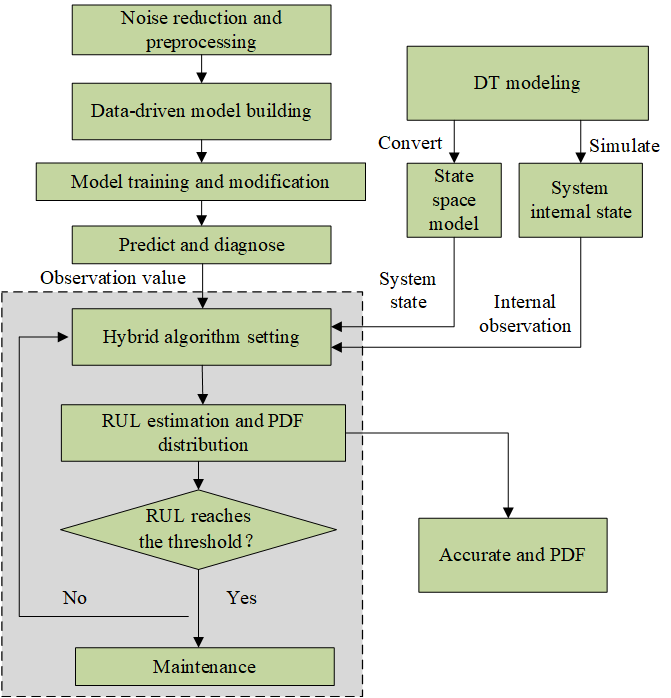 Noise reduction and
preprocessing
Data-driven model building
Model training and modification
Predict and diagnose
Observation value
DT modeling
Convert
Simulate
State
space
model
System
internal state
System
state
Internal
observation
Hybrid algorithm setting
RUL estimation and PDF
distribution
RUL reaches
the threshold？
Accurate and PDF
No
Yes
Maintenance